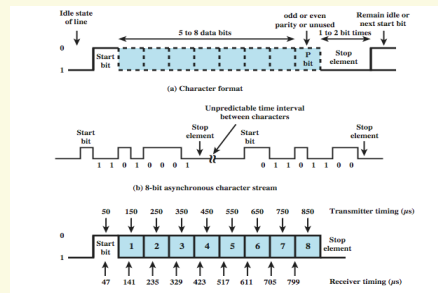 Idle state
of line
odd or even
parity or unused
Remain idle or
next start bit
5 to 8 data bits
1 to 2 bit times
0
1
Start
bit
P
bit
Stop
element
(a) Character format
Unpredictable time interval
between characters
Start
bit
Stop
element
Start
bit
Stop
element
1 1 0 1 0 0 0 1
0 1 1 0 1 1 0 0
(b) 8-bit asynchronous character stream
50 150 250 350 450 550 650 750 850 Transmitter timing (μs)
0
1
Start
bit
1 2 3 4 5 6 7 8
Stop
element
47 141 235 329 423 517 611 705 799 Receiver timing (μs)